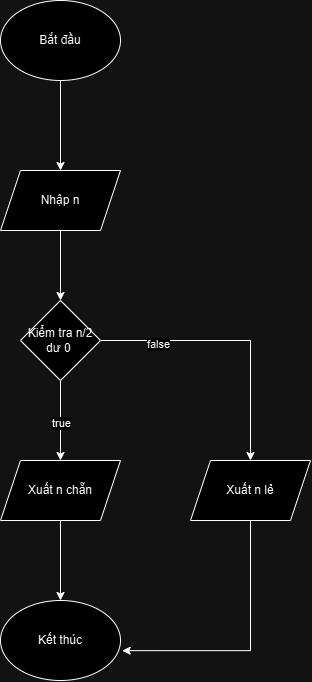 Bắt đầu
Nhập n
Kiểm tra n/2
dư 0
false
true
Xuất n chẵn
Xuất n lẻ
Kết thúc